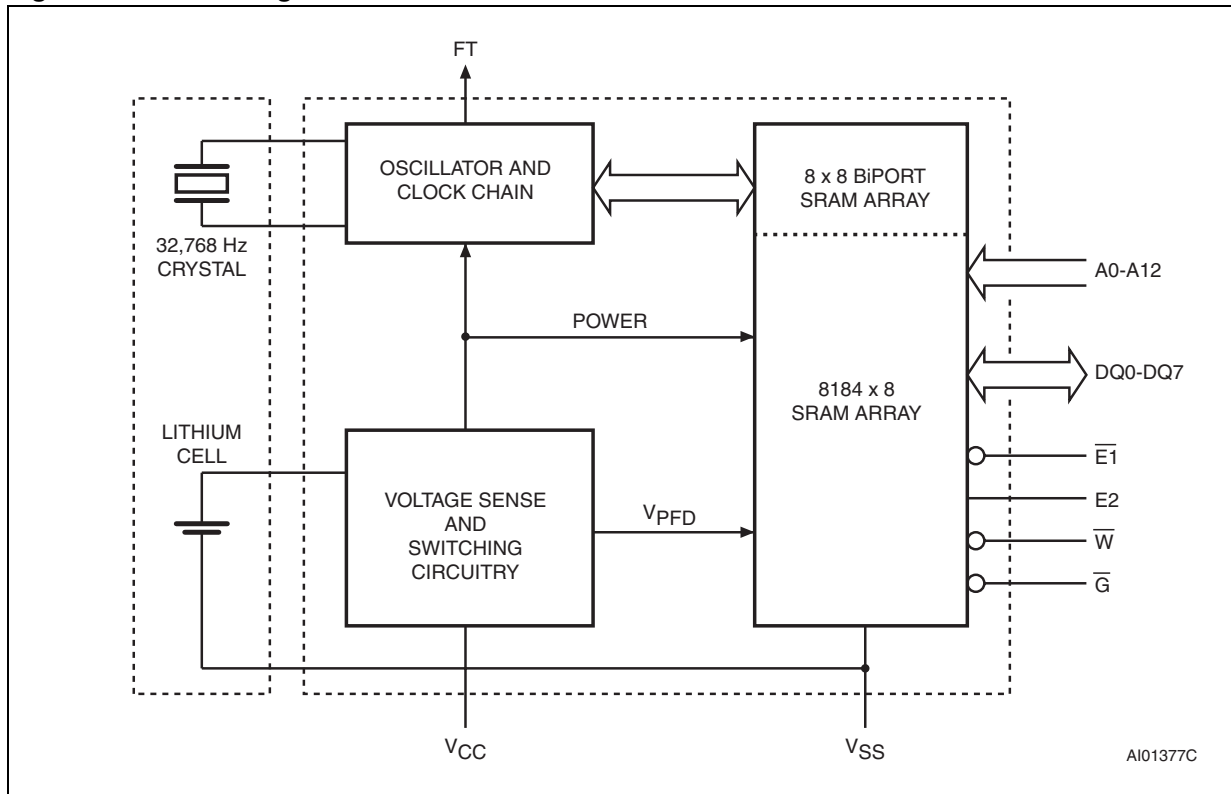 FT
OSCILLATOR AND
CLOCK CHAIN
8 x 8 BiPORT
SRAM ARRAY
32,768 Hz
CRYSTAL
A0-A12
POWER
DQ0-DQ7
8184 x 8
SRAM ARRAY
LITHIUM
CELL
E1
VOLTAGE SENSE
AND
SWITCHING
CIRCUITRY
VPFD
E2
W
G
VCC
VSS
AI01377C